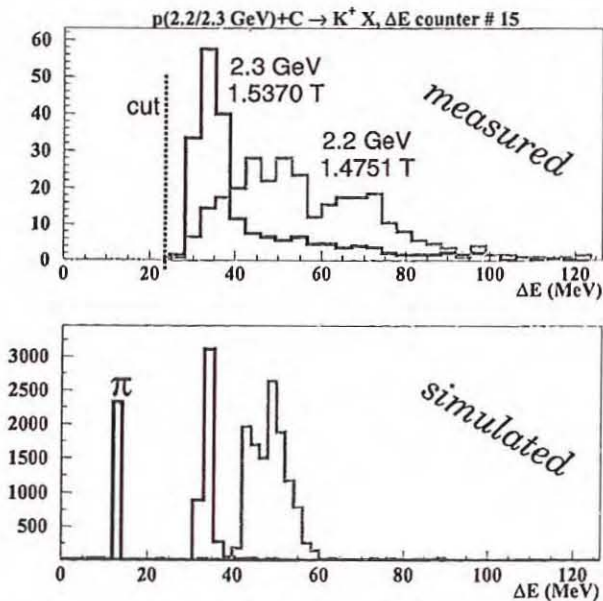 p(2.2/2.3 GeV)+C → K⁺ X, ΔE counter # 15
60
50
40
30
20
10
0
cut
2.3 GeV
1.5370 T
2.2 GeV
1.4751 T
measured
0 20 40 60 80 100 120
ΔE (MeV)
3000
2500
2000
1500
1000
500
π
simulated
0 20 40 60 80 100 120
ΔE (MeV)